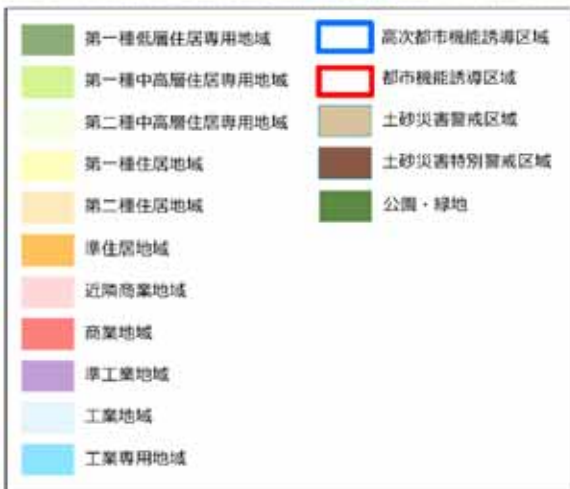 第一種低層住居専用地域
第一種中高層住居専用地域
第二種中高層住居専用地域
第一種住居地域
第二種住居地域
準住居地域
近隣商業地域
商業地域
準工業地域
工業地域
工業専用地域
高次都市機能誘導区域
都市機能誘導区域
土砂災害警戒区域
土砂災害特別警戒区域
公園・緑地